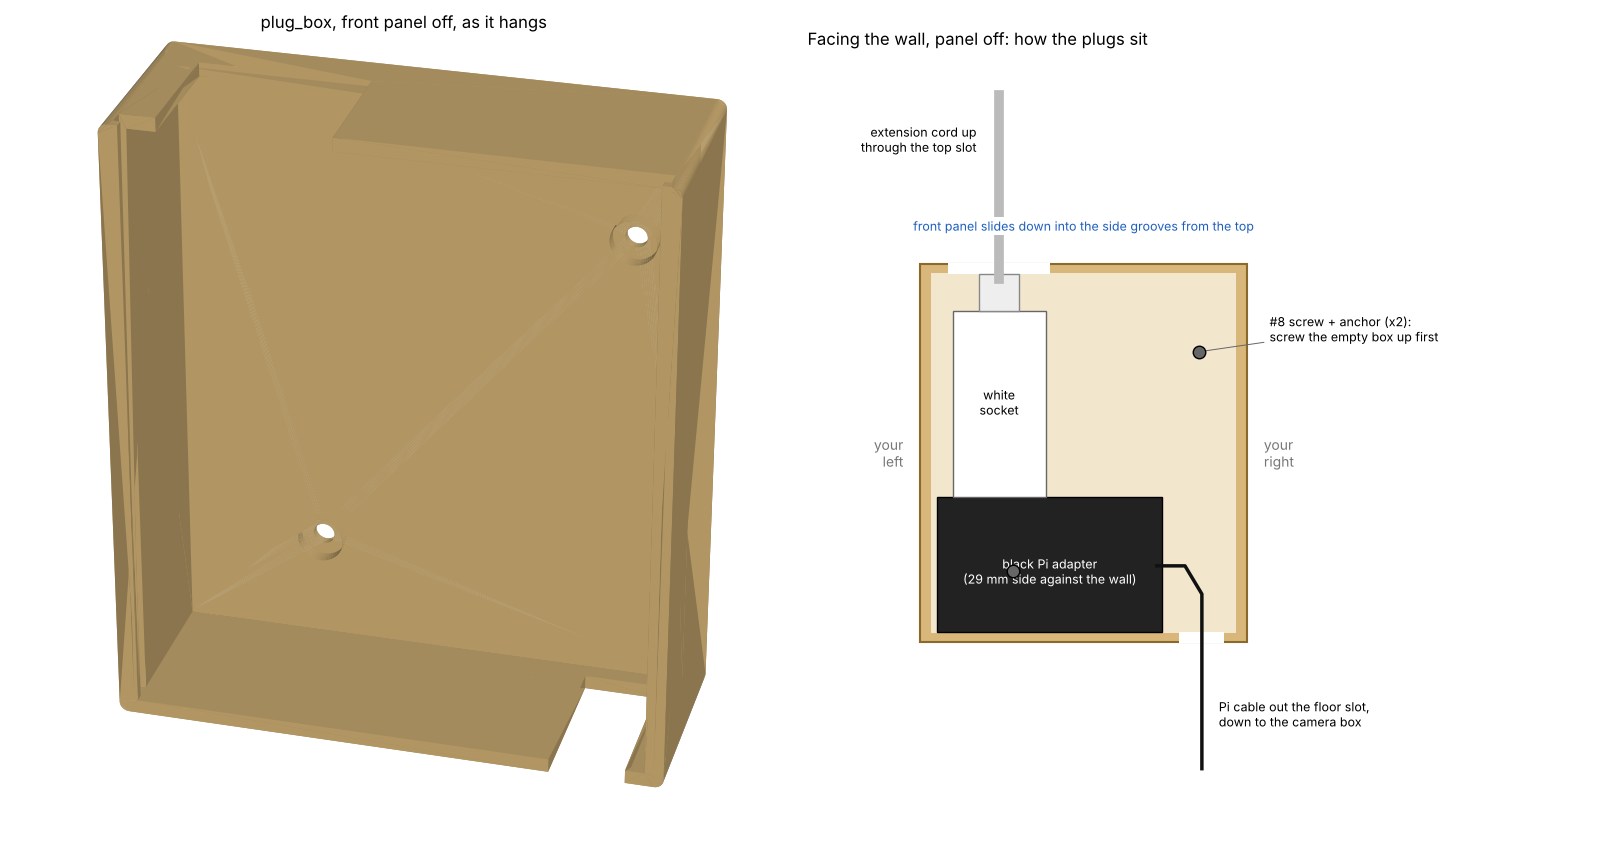 plug_box, front panel off, as it hangs
Facing the wall, panel off: how the plugs sit
extension cord up
through the top slot
front panel slides down into the side grooves from the top
#8 screw + anchor (x2):
screw the empty box up first
white
socket
your
left
your
right
black Pi adapter
(29 mm side against the wall)
Pi cable out the floor slot,
down to the camera box